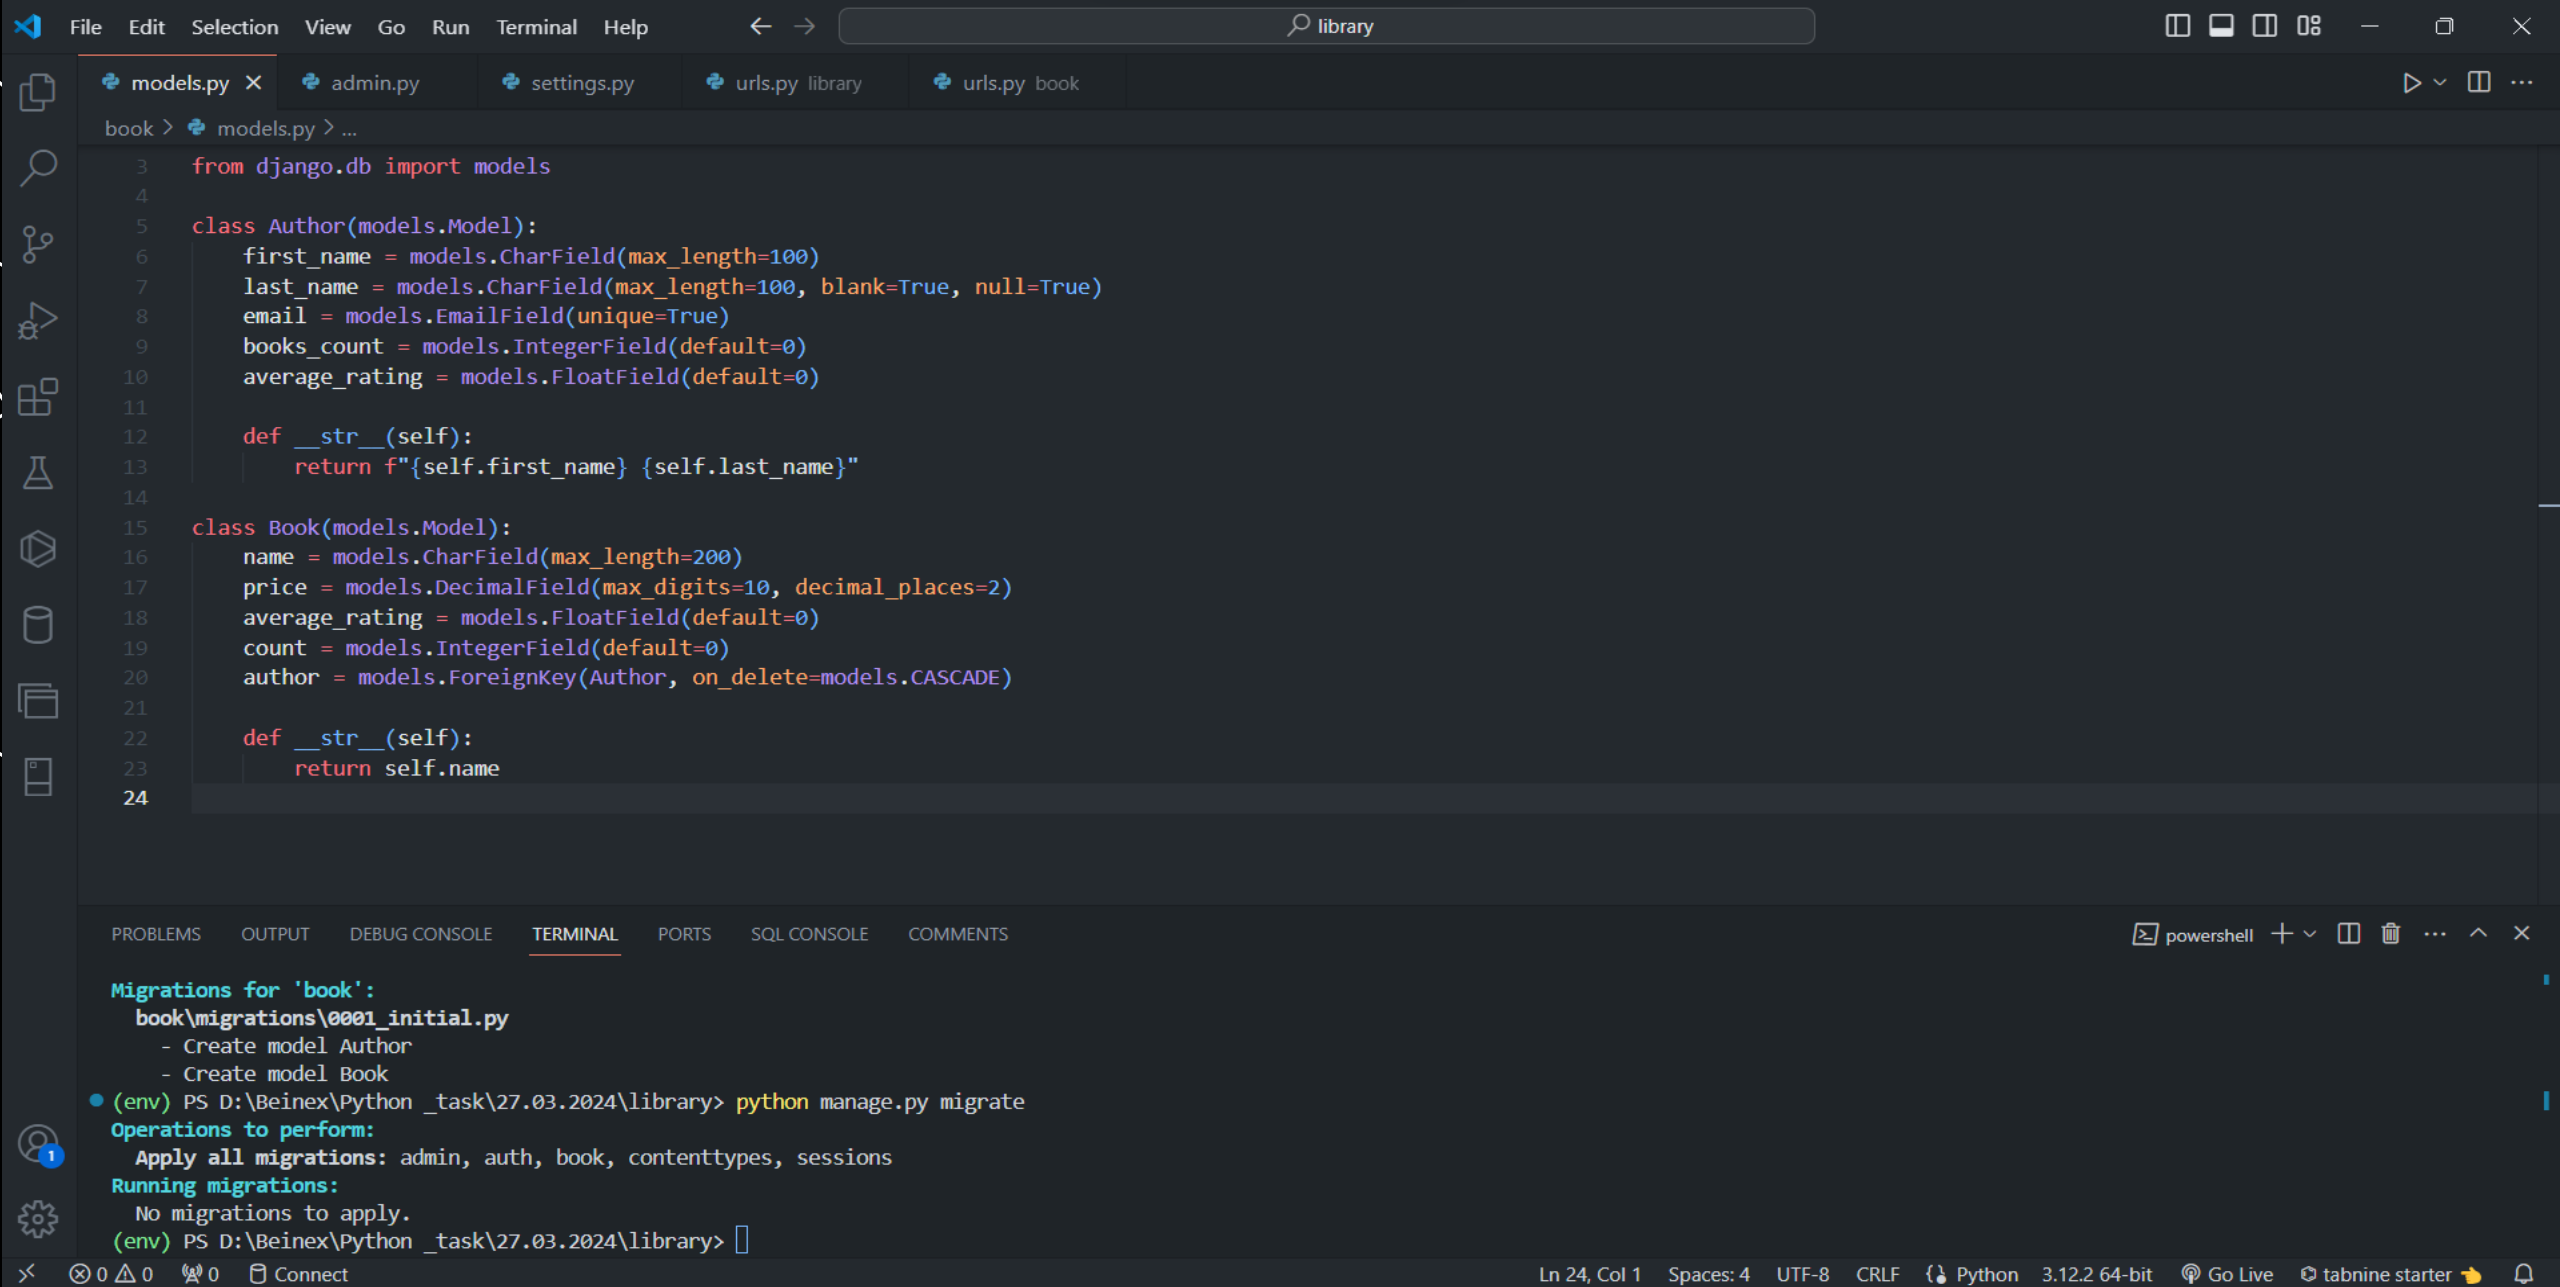 File Edit Selection View Go Run Terminal Help
library
models.py
admin.py
settings.py
urls.py library
urls.py book
book > models.py > ...
3 from django.db import models
4
5 class Author(models.Model):
6     first_name = models.CharField(max_length=100)
7     last_name = models.CharField(max_length=100, blank=True, null=True)
8     email = models.EmailField(unique=True)
9     books_count = models.IntegerField(default=0)
10     average_rating = models.FloatField(default=0)
11
12     def __str__(self):
13         return f"{self.first_name} {self.last_name}"
14
15 class Book(models.Model):
16     name = models.CharField(max_length=200)
17     price = models.DecimalField(max_digits=10, decimal_places=2)
18     average_rating = models.FloatField(default=0)
19     count = models.IntegerField(default=0)
20     author = models.ForeignKey(Author, on_delete=models.CASCADE)
21
22     def __str__(self):
23         return self.name
24
PROBLEMS OUTPUT DEBUG CONSOLE TERMINAL PORTS SQL CONSOLE COMMENTS
powershell
Migrations for 'book':
  book\migrations\0001_initial.py
    - Create model Author
    - Create model Book
(env) PS D:\Beinex\Python _task\27.03.2024\library> python manage.py migrate
Operations to perform:
  Apply all migrations: admin, auth, book, contenttypes, sessions
Running migrations:
  No migrations to apply.
(env) PS D:\Beinex\Python _task\27.03.2024\library>
1
0 0 0 Connect
Ln 24, Col 1 Spaces: 4 UTF-8 CRLF Python 3.12.2 64-bit Go Live tabnine starter